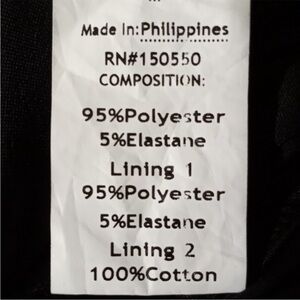 Made In:Philippines
RN#150550
COMPOSITION:
95%Polyester
5%Elastane
Lining 1
95%Polyester
5%Elastane
Lining 2
100%Cotton